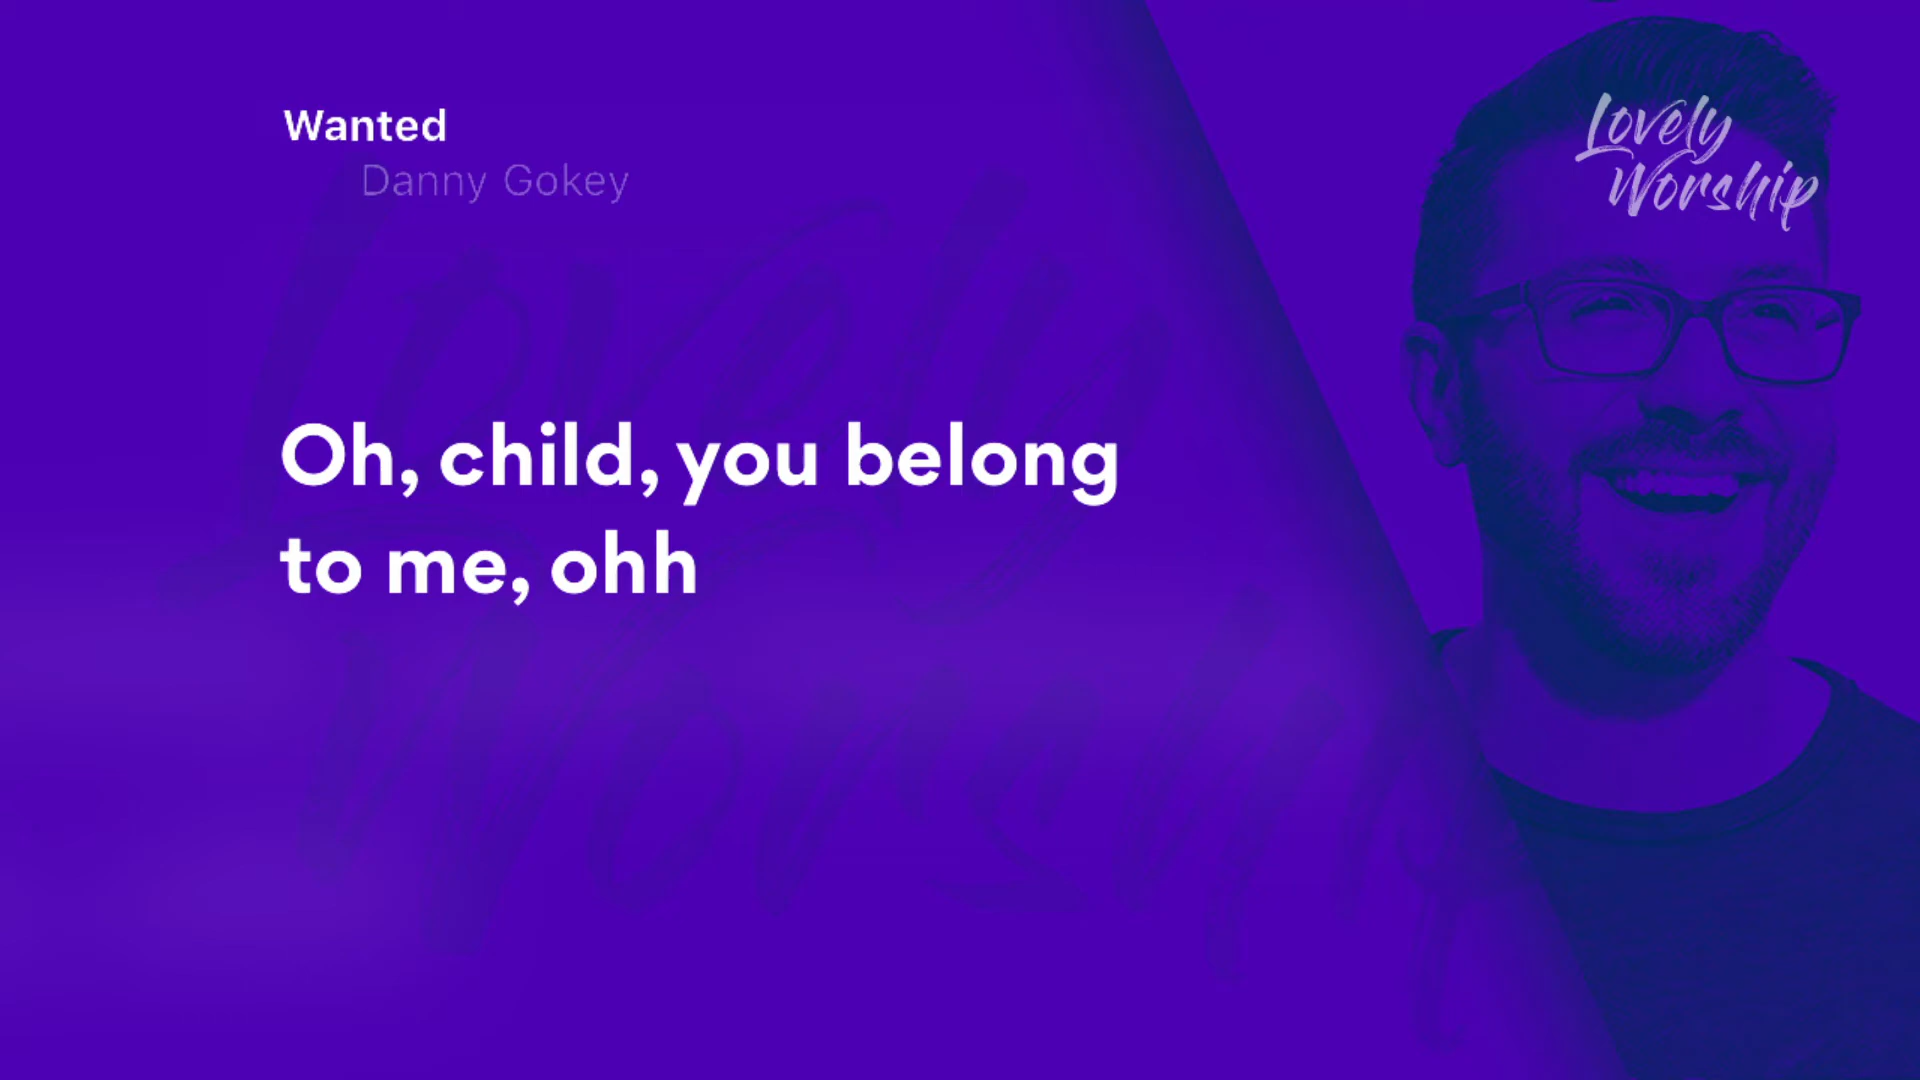 Wanted
Danny Gokey
Lovely
Worship
Oh, child, you belong
to me, ohh